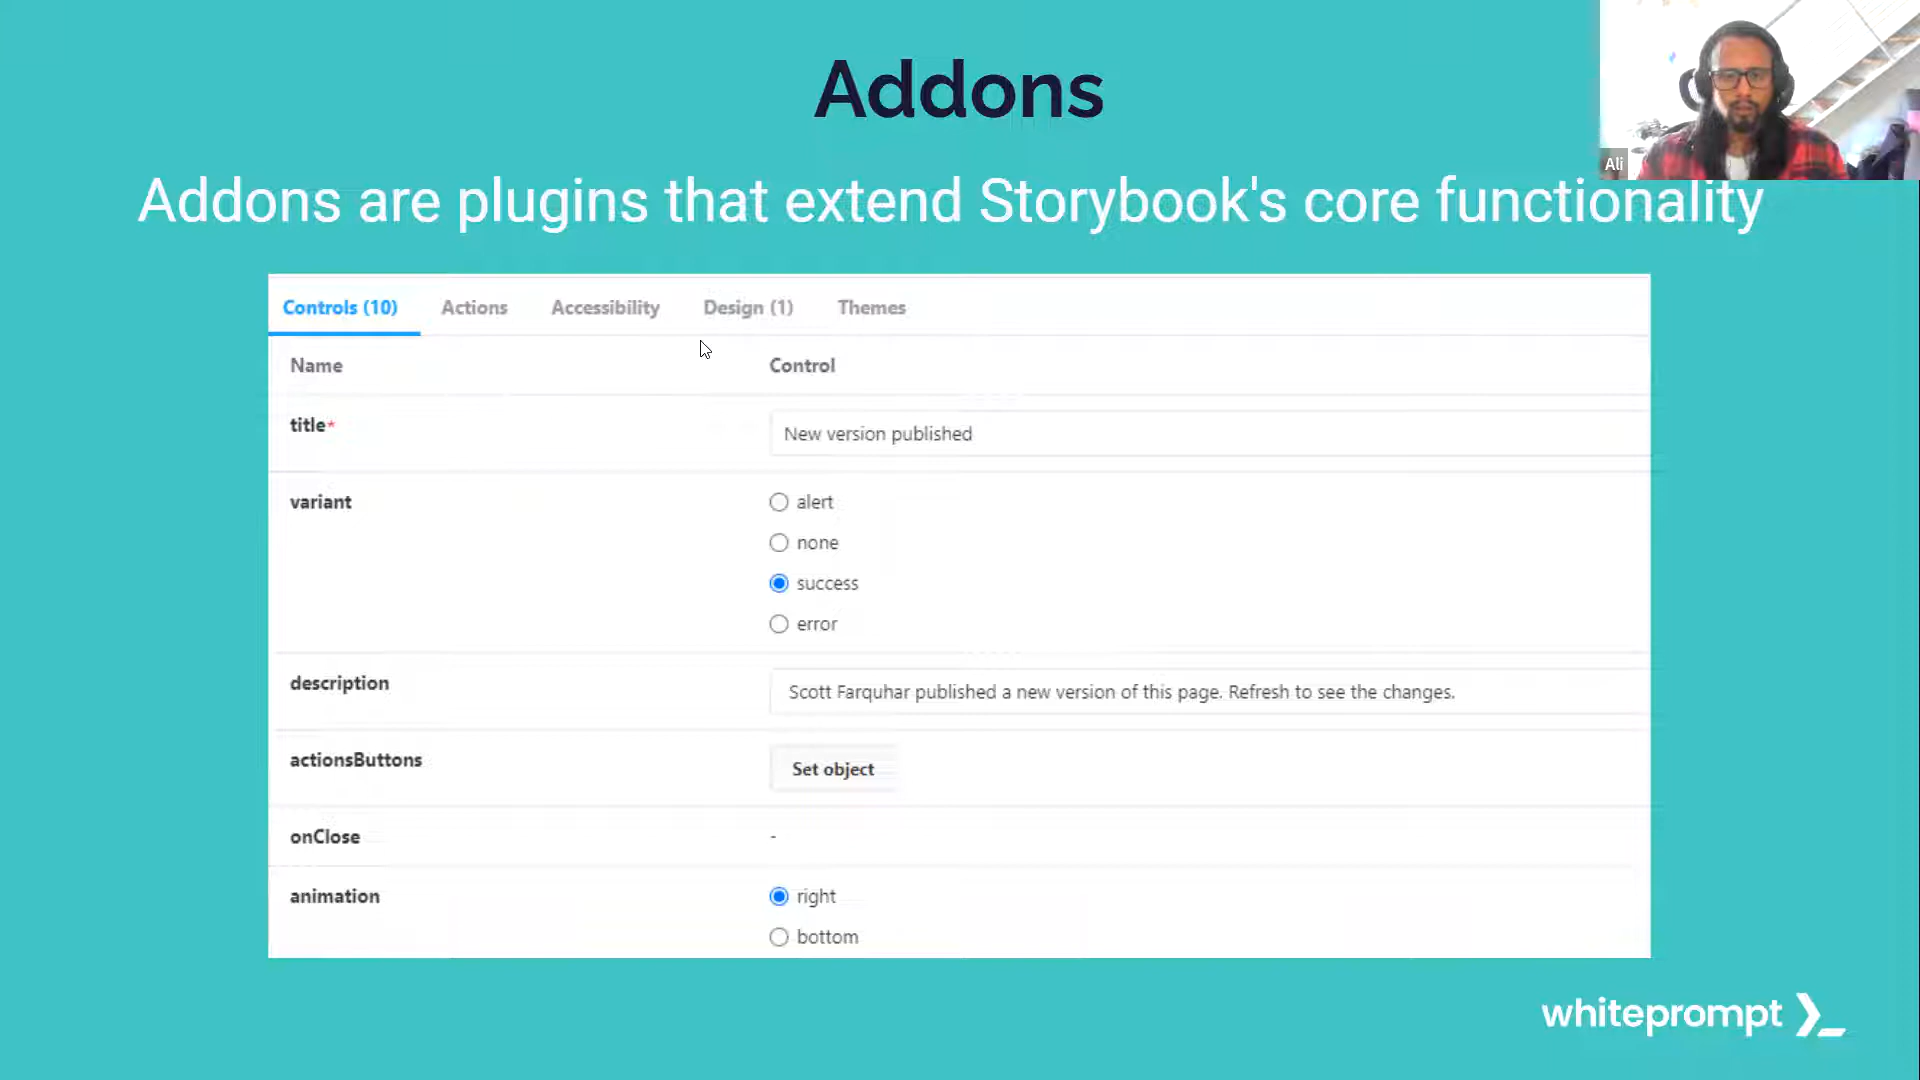 Addons
Ali
Addons are plugins that extend Storybook's core functionality
Controls (10) Actions Accessibility Design (1) Themes
Name Control
title* New version published
variant alert
none
success
error
description Scott Farquhar published a new version of this page. Refresh to see the changes.
actionsButtons Set object
onClose -
animation right
bottom
whiteprompt